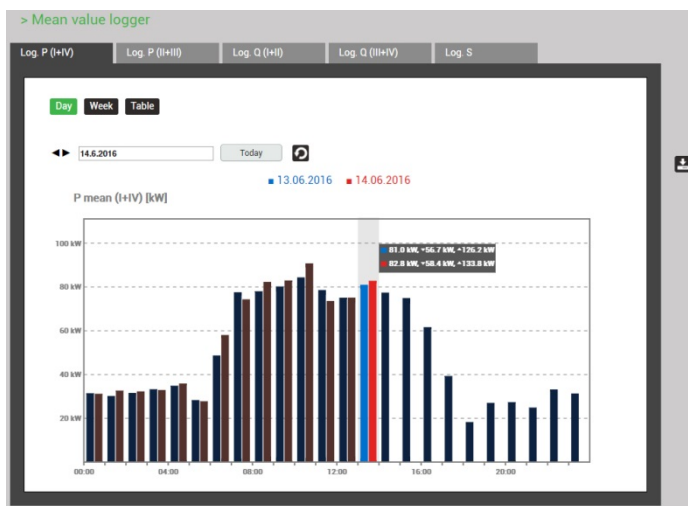 > Mean value logger
Log. P (I+IV) Log. P (II+III) Log. Q (I+II) Log. Q (III+IV) Log. S
Day Week Table
14.6.2016 Today
13.06.2016 14.06.2016
P mean (I+IV) [kW]
100 kW
81.0 kW, 56.7 kW, 126.2 kW
82.8 kW, 58.4 kW, 133.8 kW
80 kW
60 kW
40 kW
20 kW
00:00 04:00 08:00 12:00 16:00 20:00